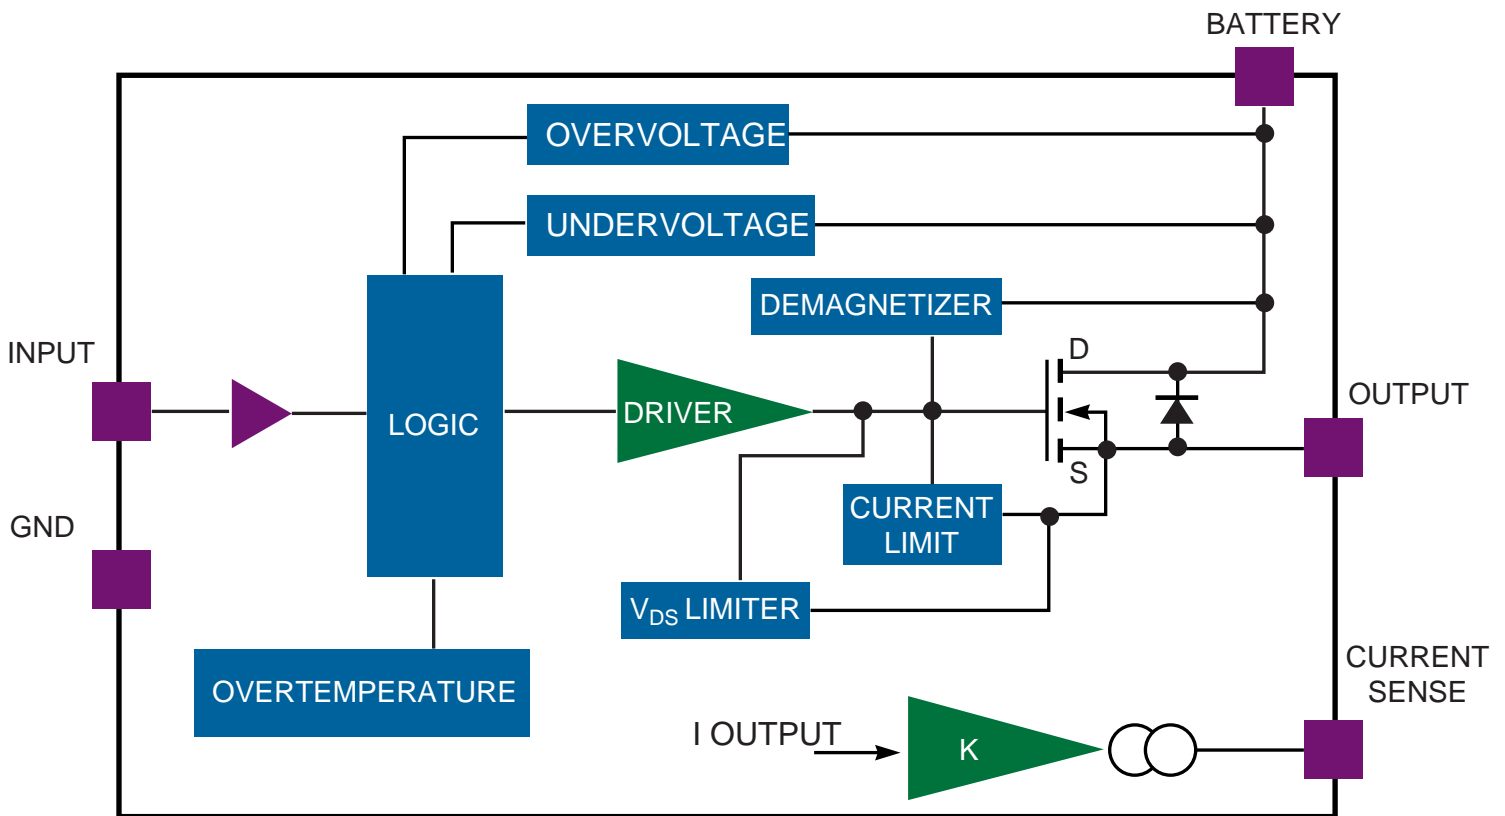 BATTERY
OVERVOLTAGE
UNDERVOLTAGE
DEMAGNETIZER
INPUT
D
OUTPUT
LOGIC
DRIVER
S
GND
CURRENT
LIMIT
VDS LIMITER
CURRENT
SENSE
OVERTEMPERATURE
I OUTPUT
K